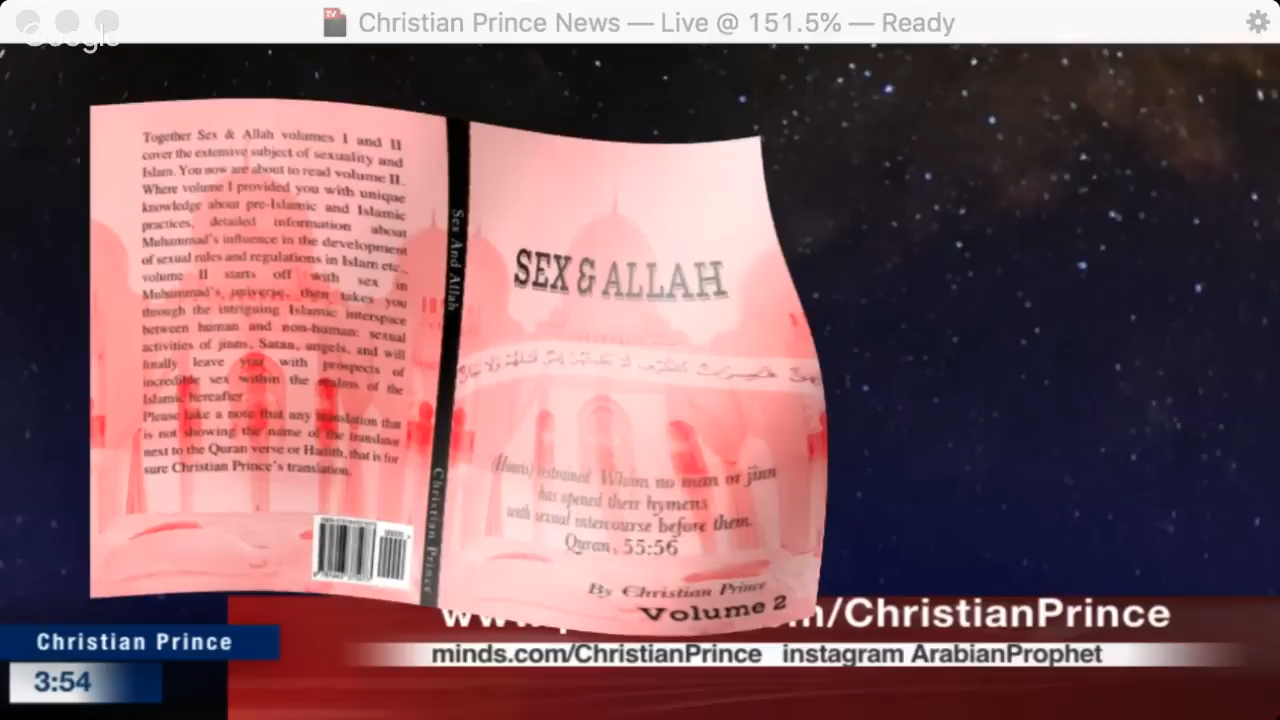 Christian Prince News — Live @ 151.5% — Ready
Google
Together Sex & Allah volumes I and II
cover the extensive subject of sexuality and
Islam. You now are about to read volume II.
Where volume I provided you with unique
knowledge about pre-Islamic and Islamic
practices, detailed information about
Muhammad's influence in the development
of sexual rules and regulations in Islam etc.,
volume II starts off with sex in
Muhammad's universe, then takes you
through the intriguing Islamic interspace
between human and non-human: sexual
activities of jinns, Satan, angels, and will
finally leave you with prospects of
incredible sex within the realms of the
Islamic hereafter
Please take a note that any translation that
is not showing the name of the translator
next to the Quran verse or Hadith, that is for
sure Christian Prince's translation.
Sex And Allah
Christian Prince
SEX & ALLAH
(Houris) restrained. Whom no men or jinn
has opened their hymens
with sexual intercourse before them.
Quran, 55:56
By Christian Prince
Volume 2
/ChristianPrince
minds.com/ChristianPrince instagram ArabianProphet
Christian Prince
3:54